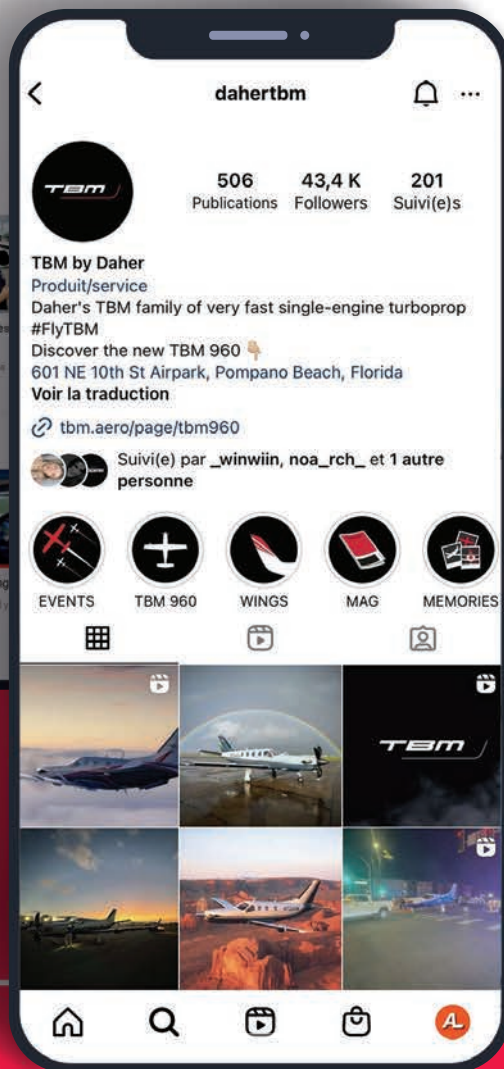 dahertbm
TBM
506
Publications
43,4 K
Followers
201
Suivi(e)s
TBM by Daher
Produit/service
Daher's TBM family of very fast single-engine turboprop
#FlyTBM
Discover the new TBM 960 👇🏼
601 NE 10th St Airpark, Pompano Beach, Florida
Voir la traduction
tbm.aero/page/tbm960
Suivi(e) par _winwiin, noa_rch_ et 1 autre
personne
EVENTS
TBM 960
WINGS
MAG
MEMORIES
TBM
AL